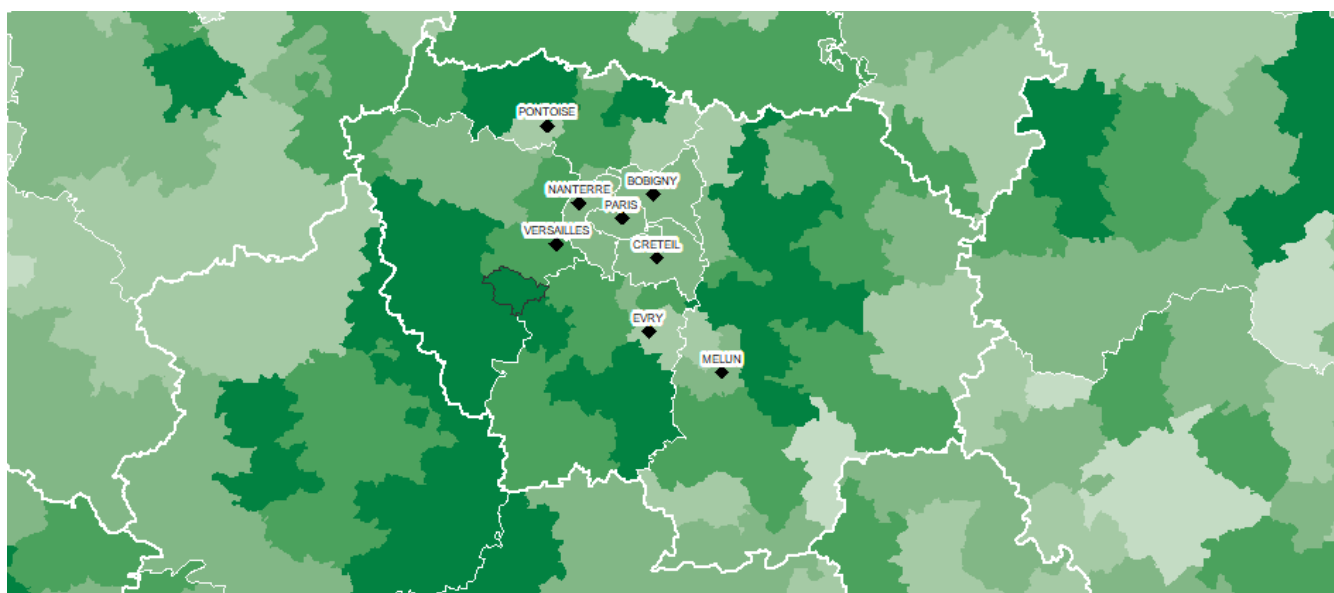 PONTOISE
BOBIGNY
NANTERRE
PARIS
VERSAILLES
CRETEIL
EVRY
MELUN